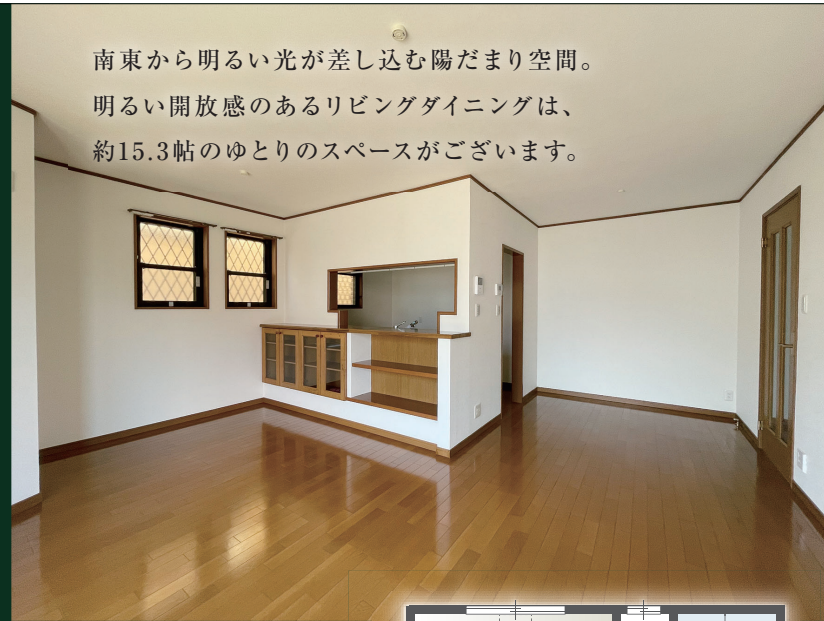 南東から明るい光が差し込む陽だまり空間。
明るい開放感のあるリビングダイニングは、
約15.3帖のゆとりのスペースがございます。